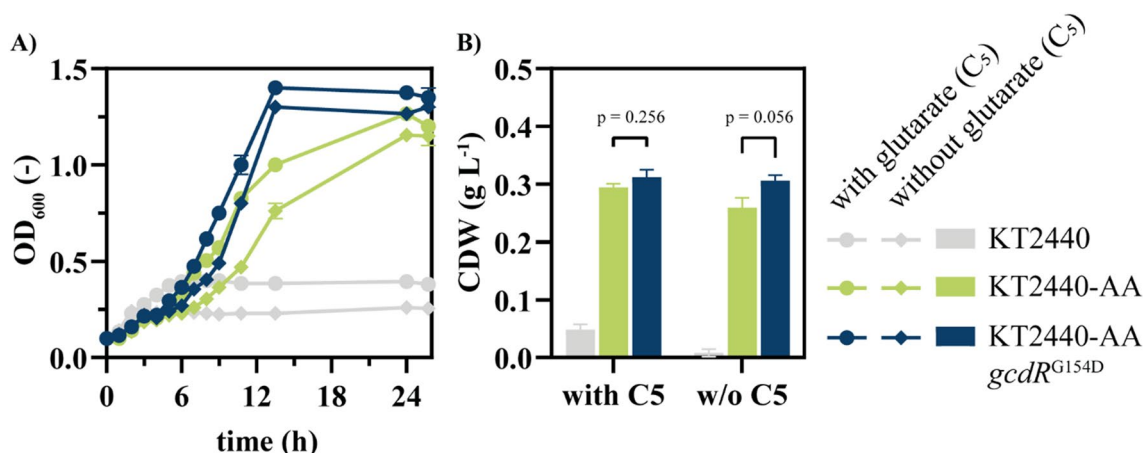 A)
OD600 (-)
1.5
1.0
0.5
0.0
0 6 12 18 24
time (h)
B)
CDW (g L-1)
0.5
0.4
0.3
0.2
0.1
0.0
p = 0.256
p = 0.056
with C5 w/o C5
with glutarate (C5)
without glutarate (C5)
KT2440
KT2440-AA
KT2440-AA
gcdRG154D